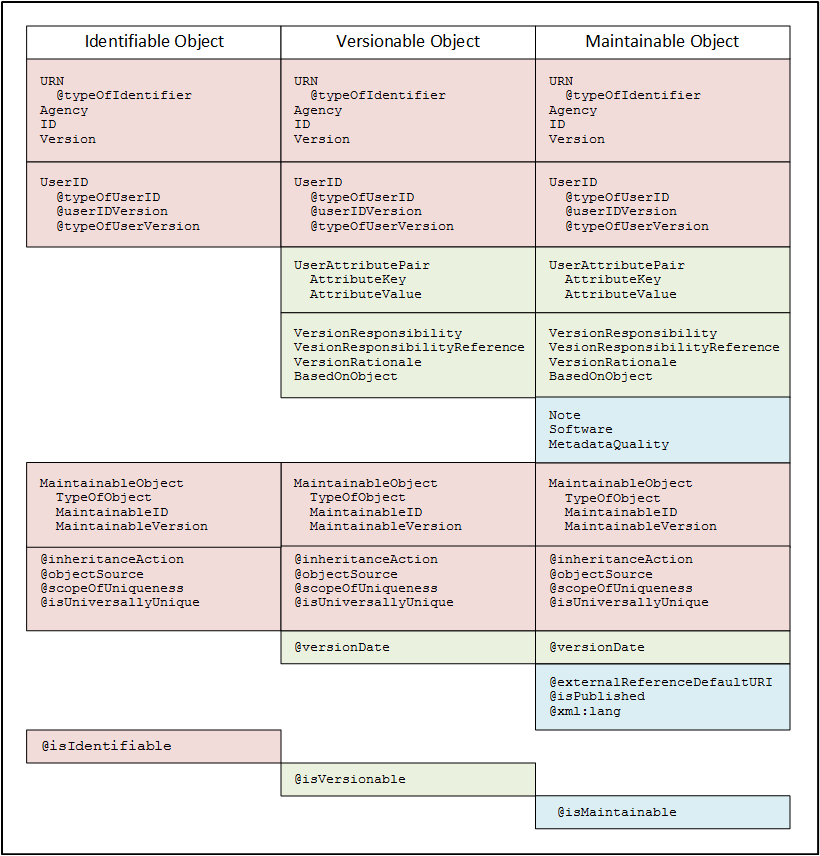 Identifiable Object Versionable Object Maintainable Object
URN URN URN
@typeOfIdentifier @typeOfIdentifier @typeOfIdentifier
Agency Agency Agency
ID ID ID
Version Version Version
UserID UserID UserID
@typeOfUserID @typeOfUserID @typeOfUserID
@userIDVersion @userIDVersion @userIDVersion
@typeOfUserVersion @typeOfUserVersion @typeOfUserVersion
UserAttributePair UserAttributePair
AttributeKey AttributeKey
AttributeValue AttributeValue
VersionResponsibility VersionResponsibility
VesionResponsibilityReference VesionResponsibilityReference
VersionRationale VersionRationale
BasedOnObject BasedOnObject
Note
Software
MetadataQuality
MaintainableObject MaintainableObject MaintainableObject
TypeOfObject TypeOfObject TypeOfObject
MaintainableID MaintainableID MaintainableID
MaintainableVersion MaintainableVersion MaintainableVersion
@inheritanceAction @inheritanceAction @inheritanceAction
@objectSource @objectSource @objectSource
@scopeOfUniqueness @scopeOfUniqueness @scopeOfUniqueness
@isUniversallyUnique @isUniversallyUnique @isUniversallyUnique
@versionDate @versionDate
@externalReferenceDefaultURI
@isPublished
@xml:lang
@isIdentifiable
@isVersionable
@isMaintainable